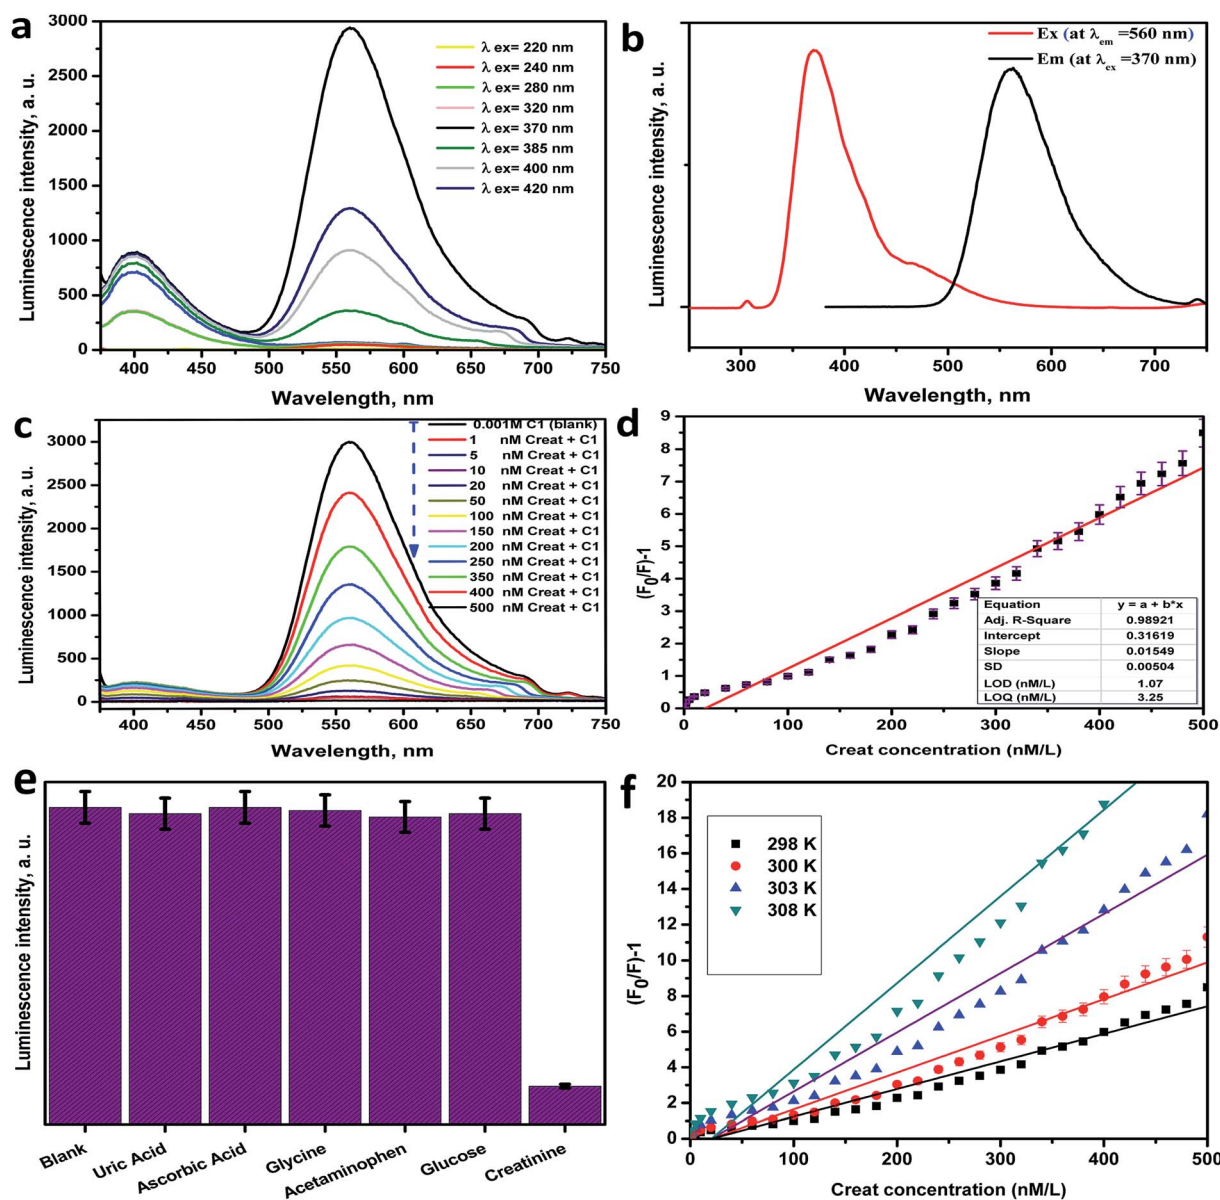 a
3000
2500
2000
1500
1000
500
0
Luminescence intensity, a. u.
λ ex= 220 nm
λ ex= 240 nm
λ ex= 280 nm
λ ex= 320 nm
λ ex= 370 nm
λ ex= 385 nm
λ ex= 400 nm
λ ex= 420 nm
400 450 500 550 600 650 700 750
Wavelength, nm
b
Ex (at λem =560 nm)
Em (at λex =370 nm)
Luminescence intensity, a. u.
300 400 500 600 700
Wavelength, nm
c
3000
2500
2000
1500
1000
500
0
Luminescence intensity, a. u.
0.001M C1 (blank)
1 nM Creat + C1
5 nM Creat + C1
10 nM Creat + C1
20 nM Creat + C1
50 nM Creat + C1
100 nM Creat + C1
150 nM Creat + C1
200 nM Creat + C1
250 nM Creat + C1
350 nM Creat + C1
400 nM Creat + C1
500 nM Creat + C1
400 450 500 550 600 650 700 750
Wavelength, nm
d
9
8
7
6
5
4
3
2
1
0
(F0/F)-1
Equation y = a + b*x
Adj. R-Square 0.98921
Intercept 0.31619
Slope 0.01549
SD 0.00504
LOD (nM/L) 1.07
LOQ (nM/L) 3.25
0 100 200 300 400 500
Creat concentration (nM/L)
e
Luminescence intensity, a. u.
Blank
Uric Acid
Ascorbic Acid
Glycine
Acetaminophen
Glucose
Creatinine
f
20
18
16
14
12
10
8
6
4
2
0
(F0/F)-1
298 K
300 K
303 K
308 K
0 100 200 300 400 500
Creat concentration (nM/L)